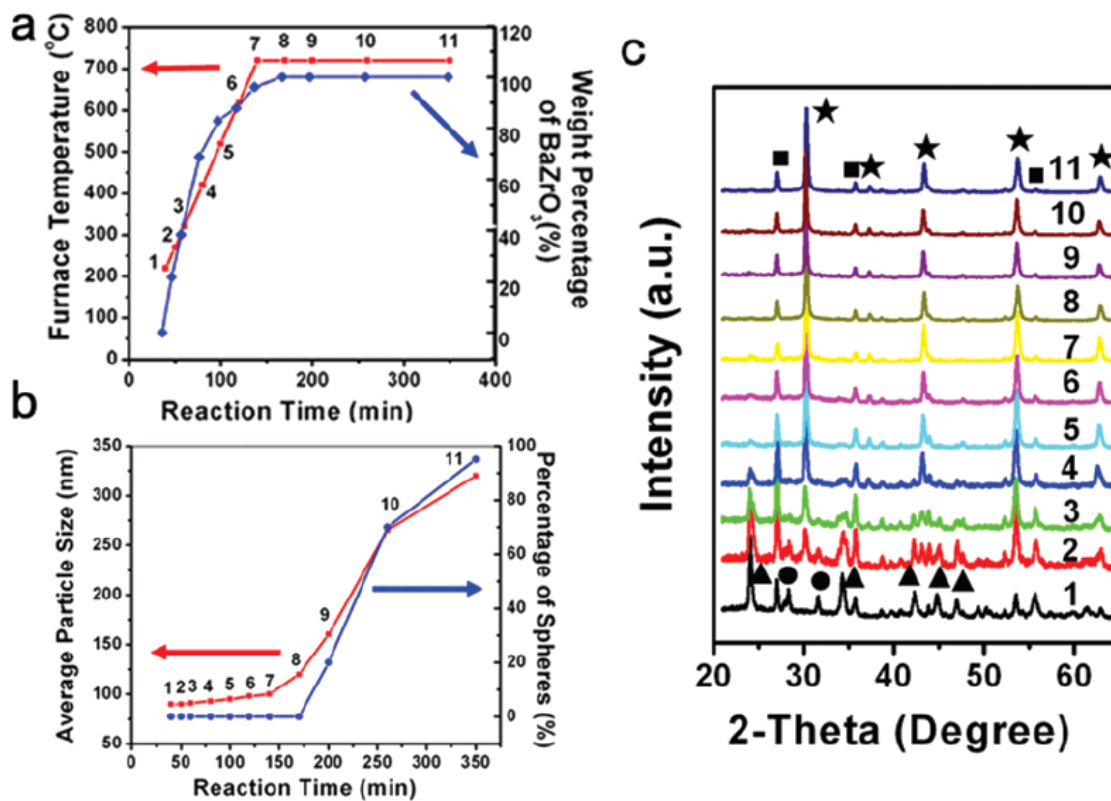 a
Furnace Temperature (°C)
800
700
600
500
400
300
200
100
0
0 100 200 300 400
Reaction Time (min)
1
2
3
4
5
6
7 8 9 10 11
120
100
80
60
40
20
0
Weight Percentage
of BaZrO3(%)
b
Average Particle Size (nm)
350
300
250
200
150
100
50
0 50 100 150 200 250 300 350
Reaction Time (min)
1 2 3 4 5 6 7
8
9
10
11
100
80
60
40
20
0
Percentage of Spheres (%)
c
Intensity (a.u.)
11
10
9
8
7
6
5
4
3
2
1
20 30 40 50 60
2-Theta (Degree)